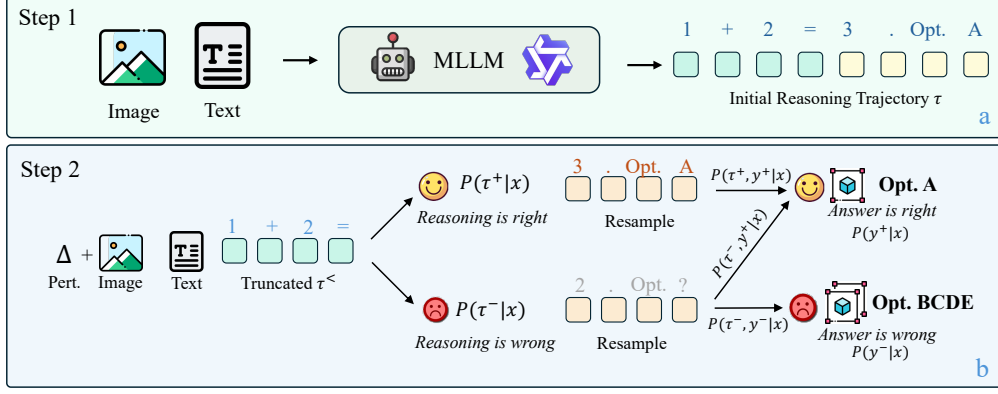 Step 1
1 + 2 = 3 . Opt. A
T
MLLM
Image
Text
Initial Reasoning Trajectory τ
a
Step 2
P(τ⁺|x)
Reasoning is right
3 . Opt. A
Resample
P(τ⁺, y⁺|x)
Opt. A
Answer is right
P(y⁺|x)
Δ +
Pert.
Image
T
Text
1 + 2 =
Truncated τ<
P(τ⁻, y⁺|x)
P(τ⁻|x)
Reasoning is wrong
2 . Opt. ?
Resample
P(τ⁻, y⁻|x)
Opt. BCDE
Answer is wrong
P(y⁻|x)
b